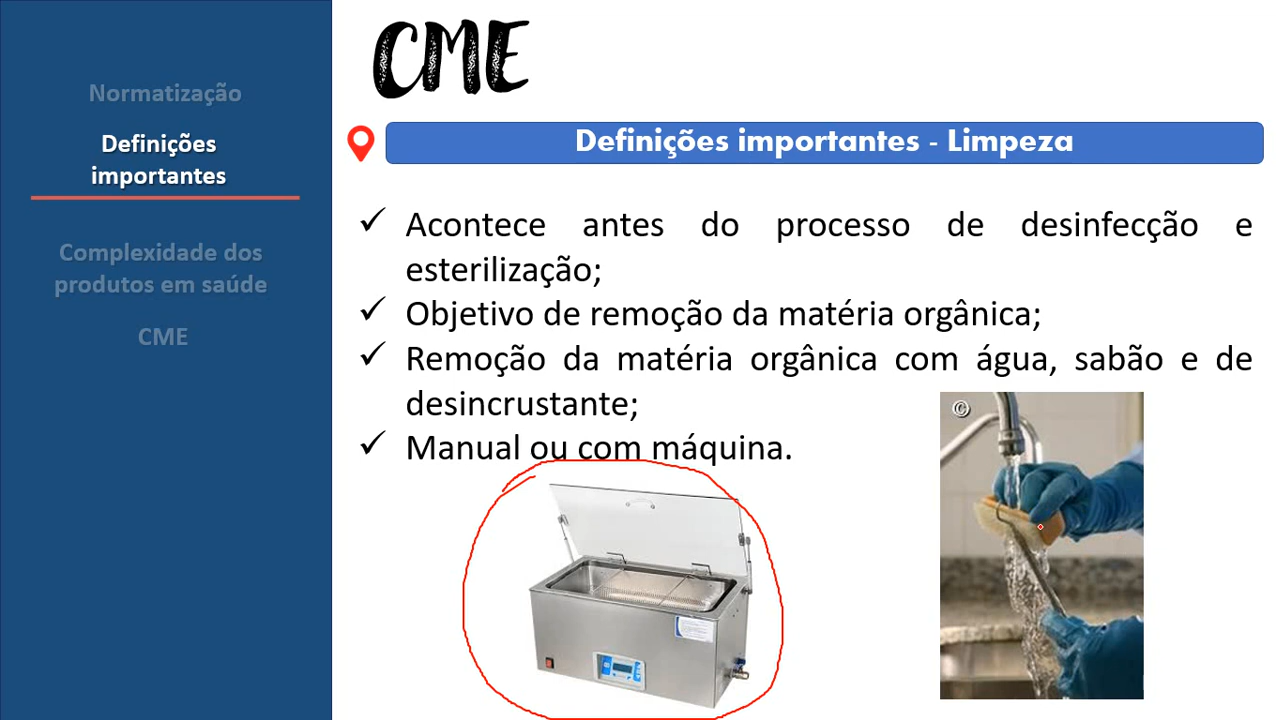 CME
Normatização
Definições
importantes
Complexidade dos
produtos em saúde
CME
Definições importantes - Limpeza
✓ Acontece antes do processo de desinfecção e
esterilização;
✓ Objetivo de remoção da matéria orgânica;
✓ Remoção da matéria orgânica com água, sabão e de
desincrustante;
✓ Manual ou com máquina.
©